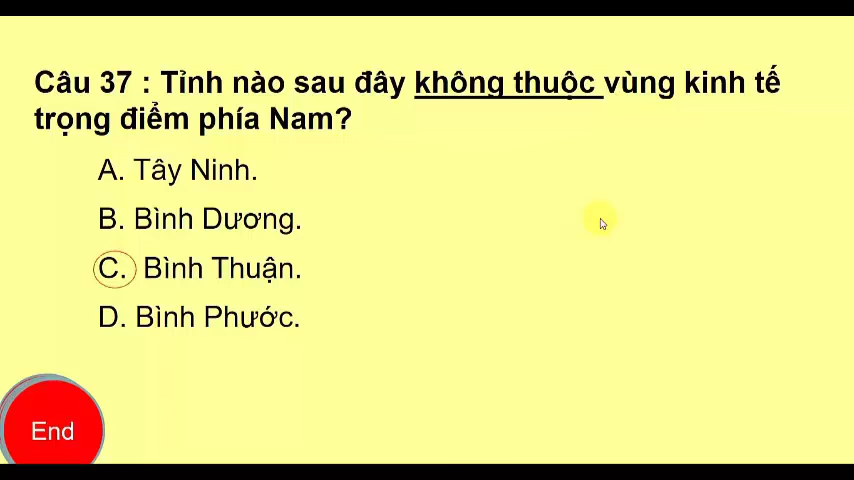 Câu 37 : Tỉnh nào sau đây không thuộc vùng kinh tế
trọng điểm phía Nam?
A. Tây Ninh.
B. Bình Dương.
C. Bình Thuận.
D. Bình Phước.
End